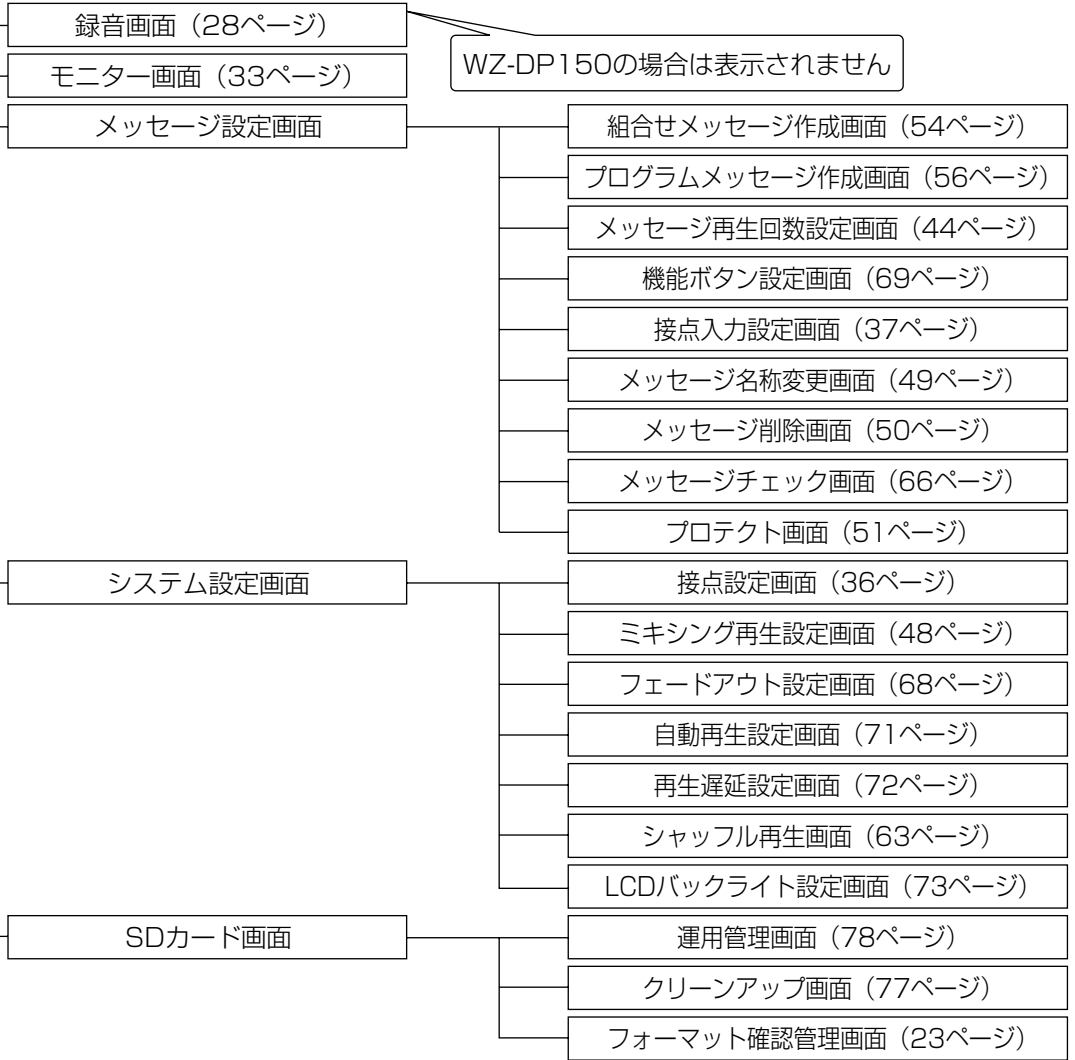 録音画面（28ページ）
WZ-DP150の場合は表示されません
モニター画面（33ページ）
メッセージ設定画面
組合せメッセージ作成画面（54ページ）
プログラムメッセージ作成画面（56ページ）
メッセージ再生回数設定画面（44ページ）
機能ボタン設定画面（69ページ）
接点入力設定画面（37ページ）
メッセージ名称変更画面（49ページ）
メッセージ削除画面（50ページ）
メッセージチェック画面（66ページ）
プロテクト画面（51ページ）
システム設定画面
接点設定画面（36ページ）
ミキシング再生設定画面（48ページ）
フェードアウト設定画面（68ページ）
自動再生設定画面（71ページ）
再生遅延設定画面（72ページ）
シャッフル再生画面（63ページ）
LCDバックライト設定画面（73ページ）
SDカード画面
運用管理画面（78ページ）
クリーンアップ画面（77ページ）
フォーマット確認管理画面（23ページ）